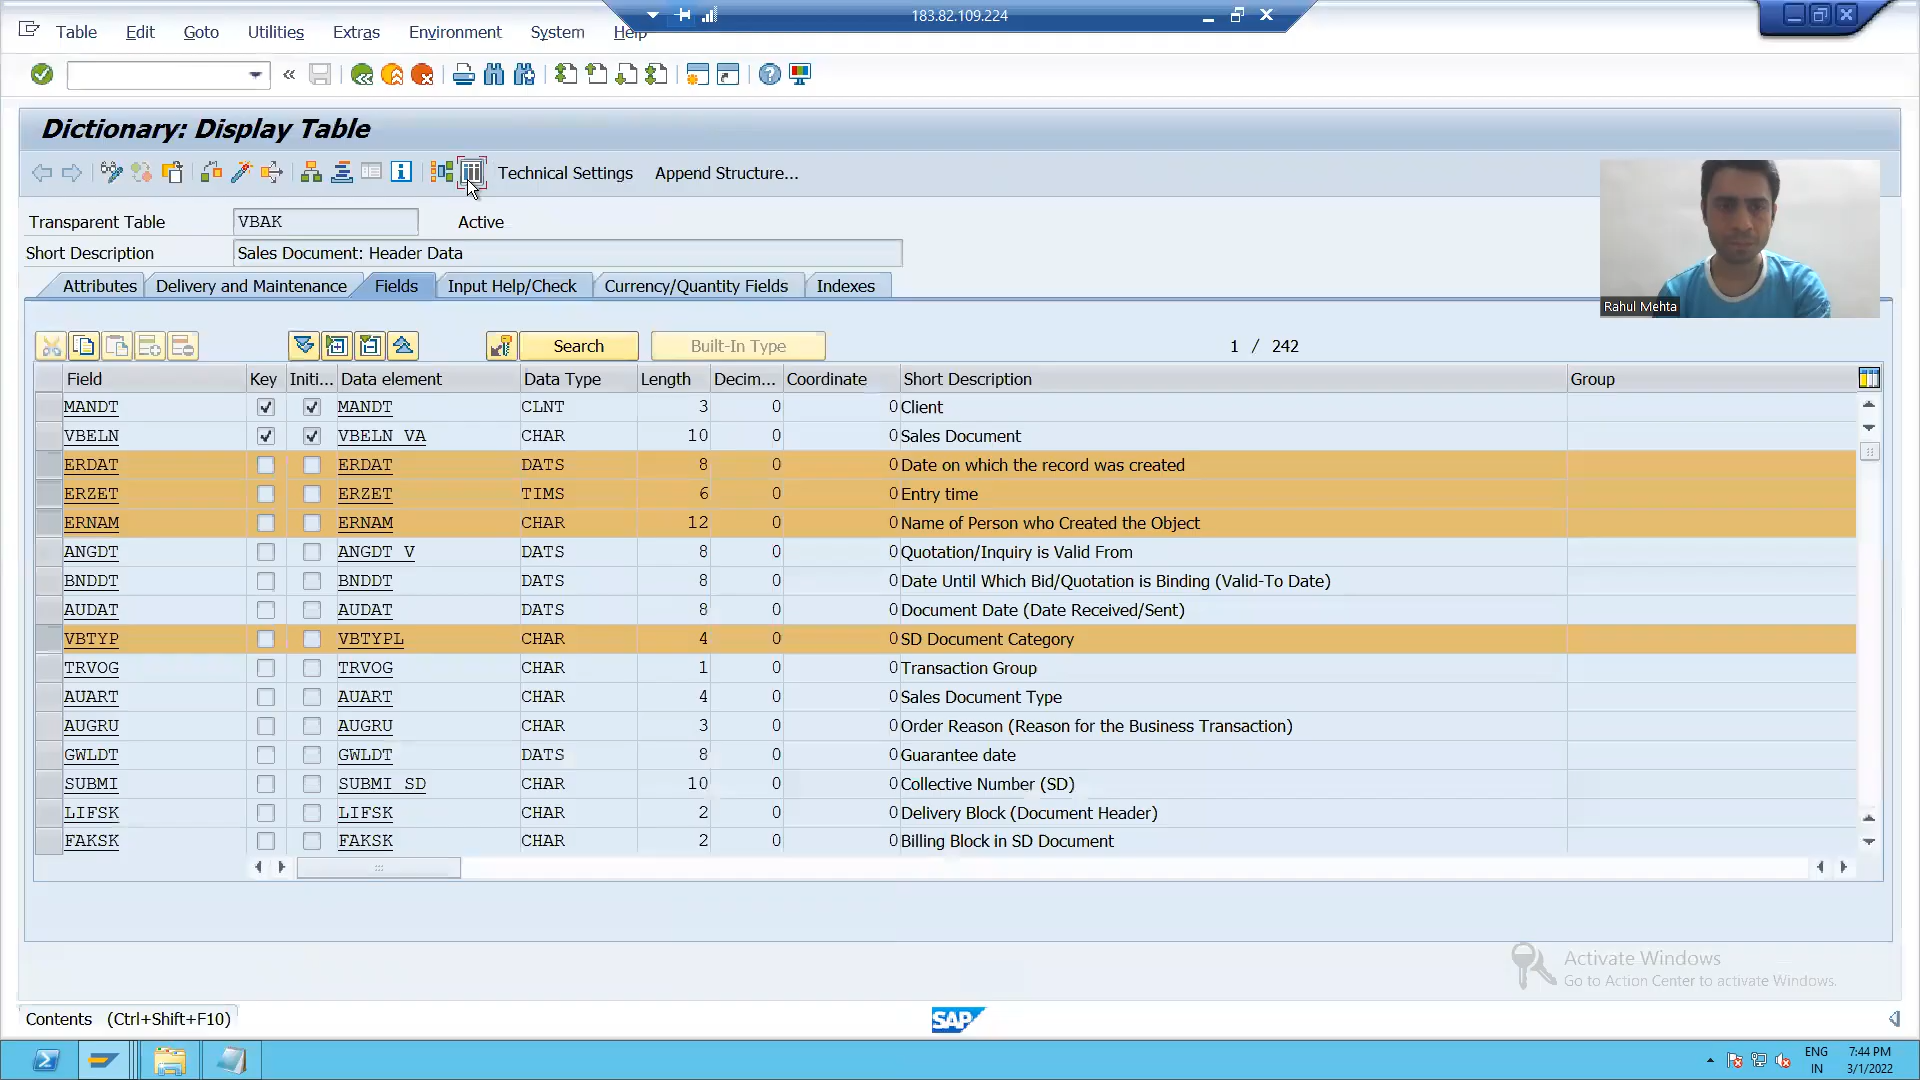 183.82.109.224
Table Edit Goto Utilities Extras Environment System Help
Dictionary: Display Table
Technical Settings Append Structure...
Transparent Table VBAK Active
Short Description Sales Document: Header Data
Rahul Mehta
Attributes Delivery and Maintenance Fields Input Help/Check Currency/Quantity Fields Indexes
Search Built-In Type 1 / 242
Field Key Initi... Data element Data Type Length Decim... Coordinate Short Description Group
MANDT MANDT CLNT 3 0 0 Client
VBELN VBELN_VA CHAR 10 0 0 Sales Document
ERDAT ERDAT DATS 8 0 0 Date on which the record was created
ERZET ERZET TIMS 6 0 0 Entry time
ERNAM ERNAM CHAR 12 0 0 Name of Person who Created the Object
ANGDT ANGDT_V DATS 8 0 0 Quotation/Inquiry is Valid From
BNDDT BNDDT DATS 8 0 0 Date Until Which Bid/Quotation is Binding (Valid-To Date)
AUDAT AUDAT DATS 8 0 0 Document Date (Date Received/Sent)
VBTYP VBTYPL CHAR 4 0 0 SD Document Category
TRVOG TRVOG CHAR 1 0 0 Transaction Group
AUART AUART CHAR 4 0 0 Sales Document Type
AUGRU AUGRU CHAR 3 0 0 Order Reason (Reason for the Business Transaction)
GWLDT GWLDT DATS 8 0 0 Guarantee date
SUBMI SUBMI_SD CHAR 10 0 0 Collective Number (SD)
LIFSK LIFSK CHAR 2 0 0 Delivery Block (Document Header)
FAKSK FAKSK CHAR 2 0 0 Billing Block in SD Document
Activate Windows
Go to Action Center to activate Windows.
Contents (Ctrl+Shift+F10)
SAP
ENG 7:44 PM
IN 3/1/2022